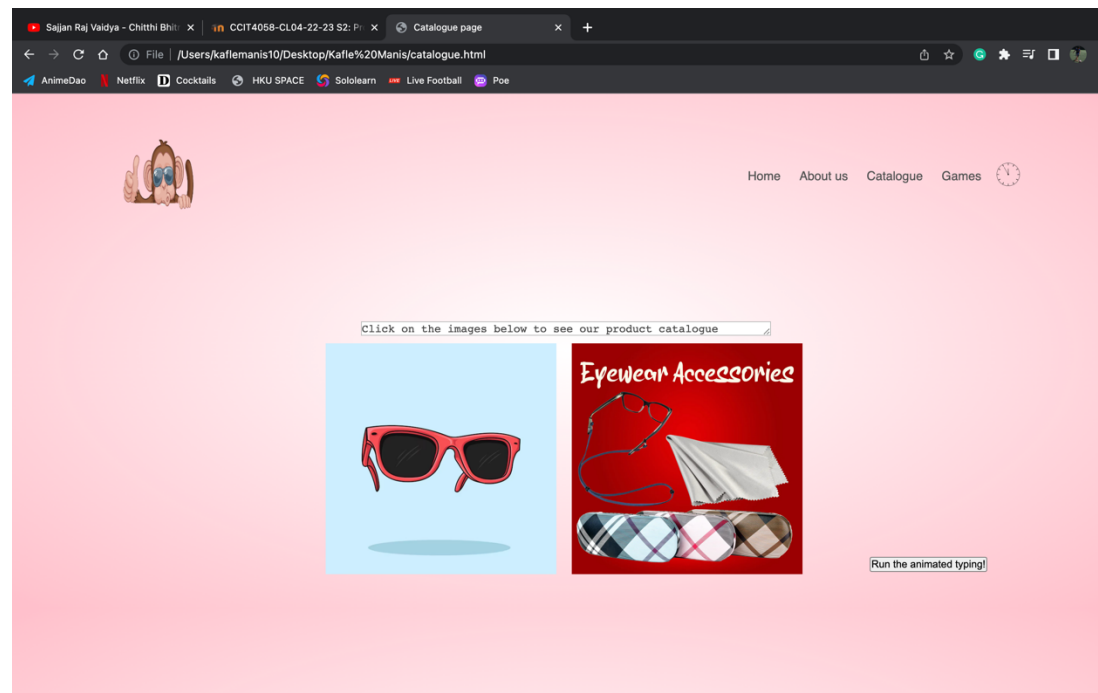 Sajjan Raj Vaidya - Chitthi Bhit
CCIT4058-CL04-22-23 S2: Pr
Catalogue page
File | /Users/kaflemanis10/Desktop/Kafle%20Manis/catalogue.html
AnimeDao Netflix Cocktails HKU SPACE Sololearn LIVE Live Football Poe
Home About us Catalogue Games
Click on the images below to see our product catalogue
Eyewear Accessories
Run the animated typing!